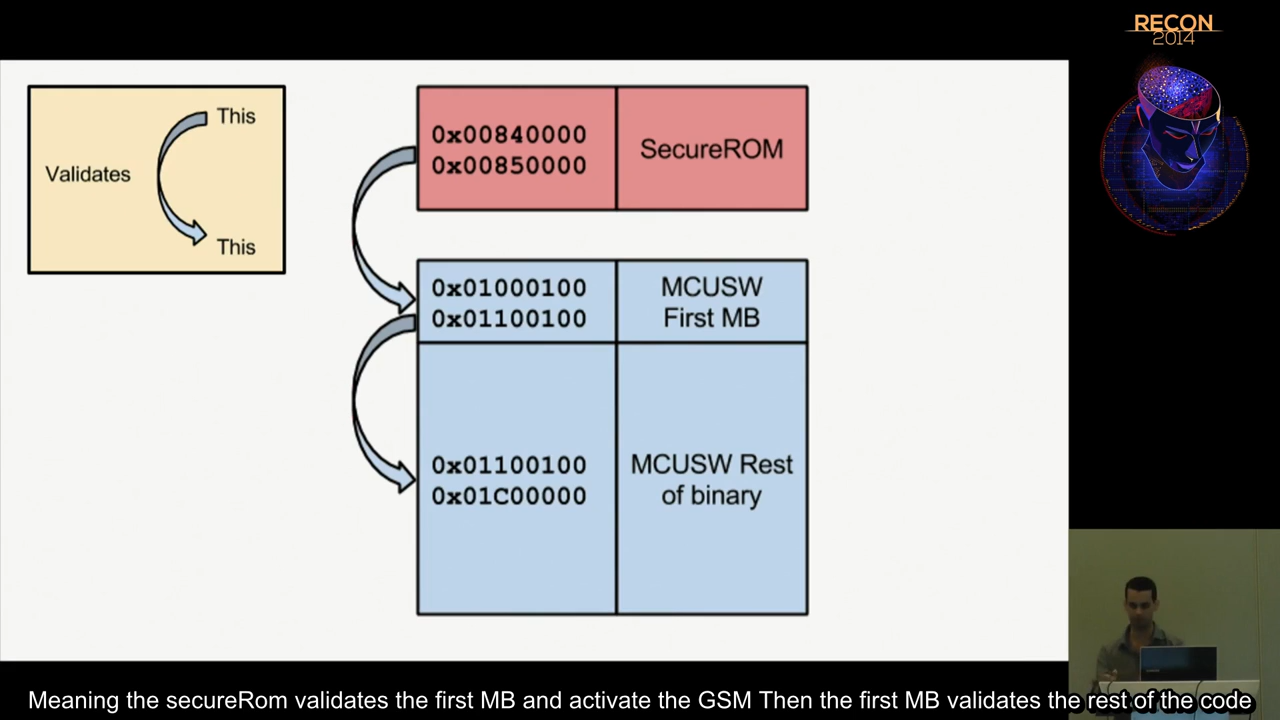 RECON
2014
This
Validates
This
0x00840000
0x00850000
SecureROM
0x01000100
0x01100100
MCUSW
First MB
0x01100100
0x01C00000
MCUSW Rest
of binary
Meaning the secureRom validates the first MB and activate the GSM Then the first MB validates the rest of the code